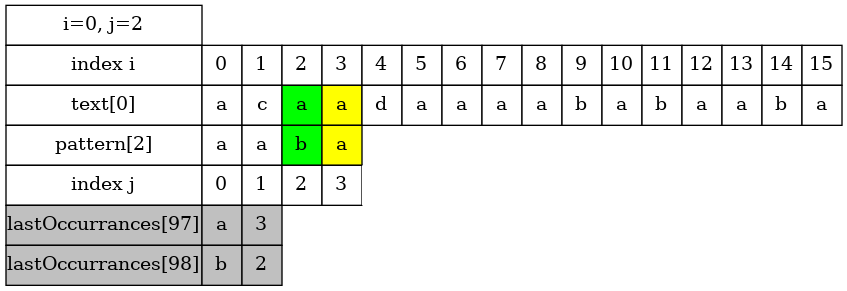 i=0, j=2
index i 0 1 2 3 4 5 6 7 8 9 10 11 12 13 14 15
text[0] a c a a d a a a a b a b a a b a
pattern[2] a a b a
index j 0 1 2 3
lastOccurrances[97] a 3
lastOccurrances[98] b 2